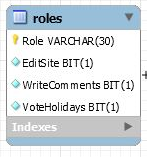 roles
Role VARCHAR(30)
EditSite BIT(1)
WriteComments BIT(1)
VoteHolidays BIT(1)
Indexes